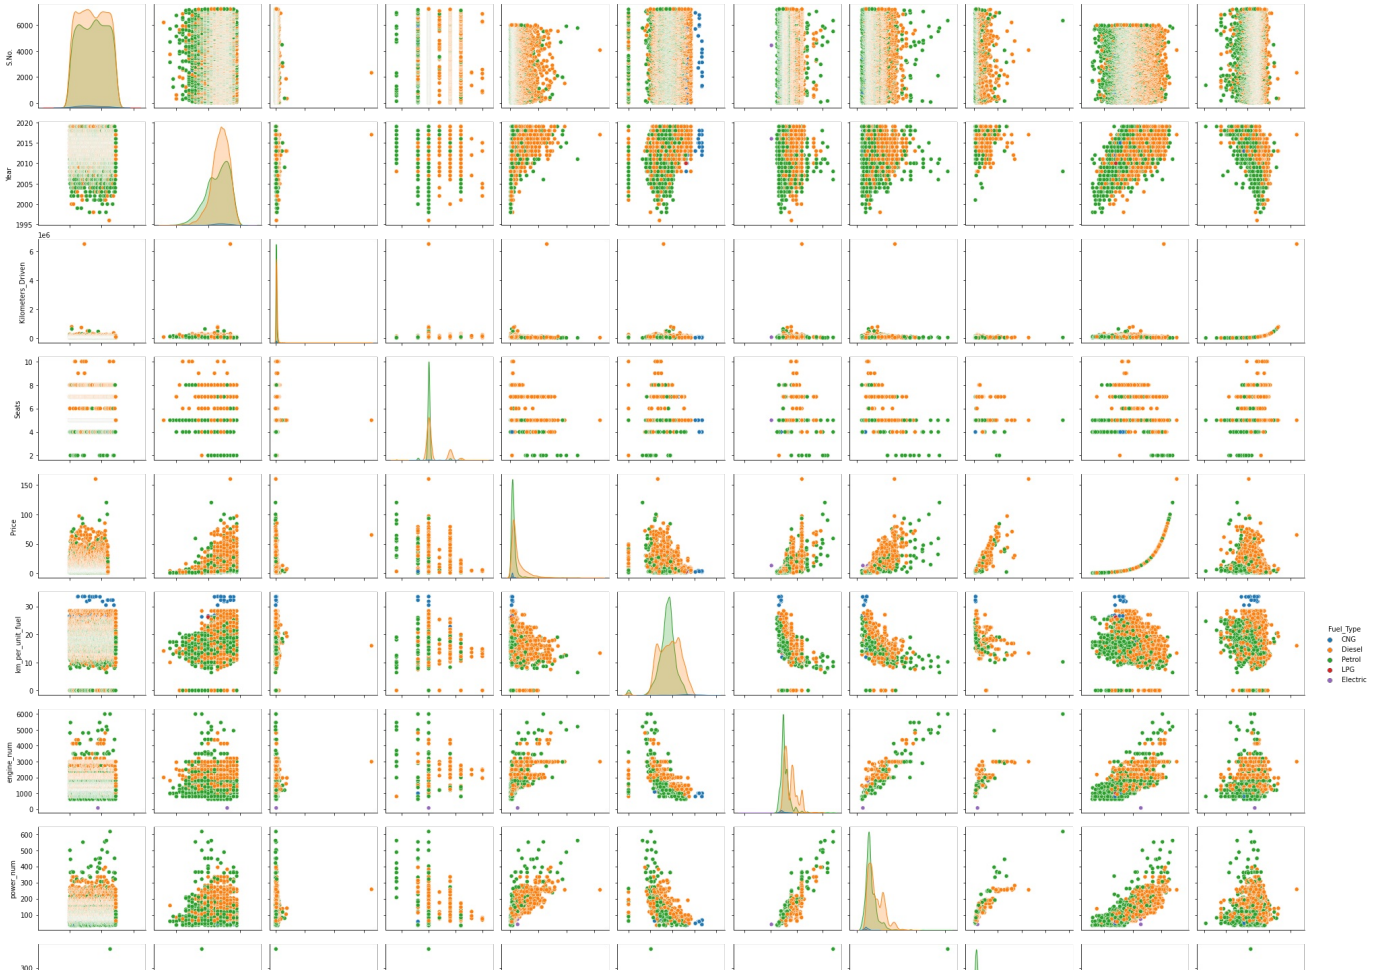 6000
4000
2000
0
S.No.
2020
2015
2010
2005
2000
1995
Year
1e6
6
4
2
0
Kilometers_Driven
10
8
6
4
2
Seats
150
100
50
0
Price
30
20
10
0
km_per_unit_fuel
Fuel_Type
CNG
Diesel
Petrol
LPG
Electric
6000
5000
4000
3000
2000
1000
0
engine_num
600
500
400
300
200
100
power_num
300